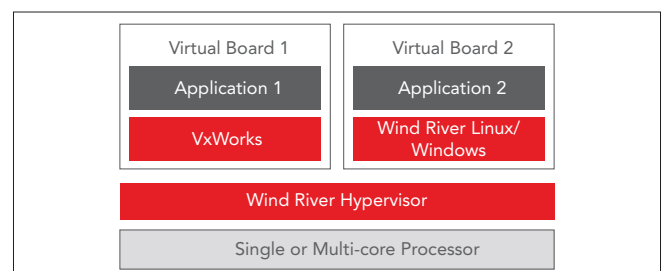 Virtual Board 1
Application 1
VxWorks
Virtual Board 2
Application 2
Wind River Linux/
Windows
Wind River Hypervisor
Single or Multi-core Processor